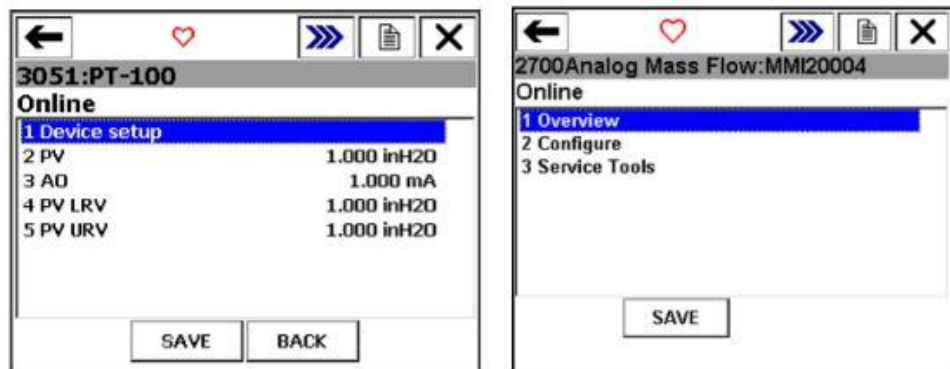 3051:PT-100
Online
1 Device setup
2 PV 1.000 inH2O
3 AO 1.000 mA
4 PV LRV 1.000 inH2O
5 PV URV 1.000 inH2O
SAVE BACK
2700Analog Mass Flow:MMI20004
Online
1 Overview
2 Configure
3 Service Tools
SAVE